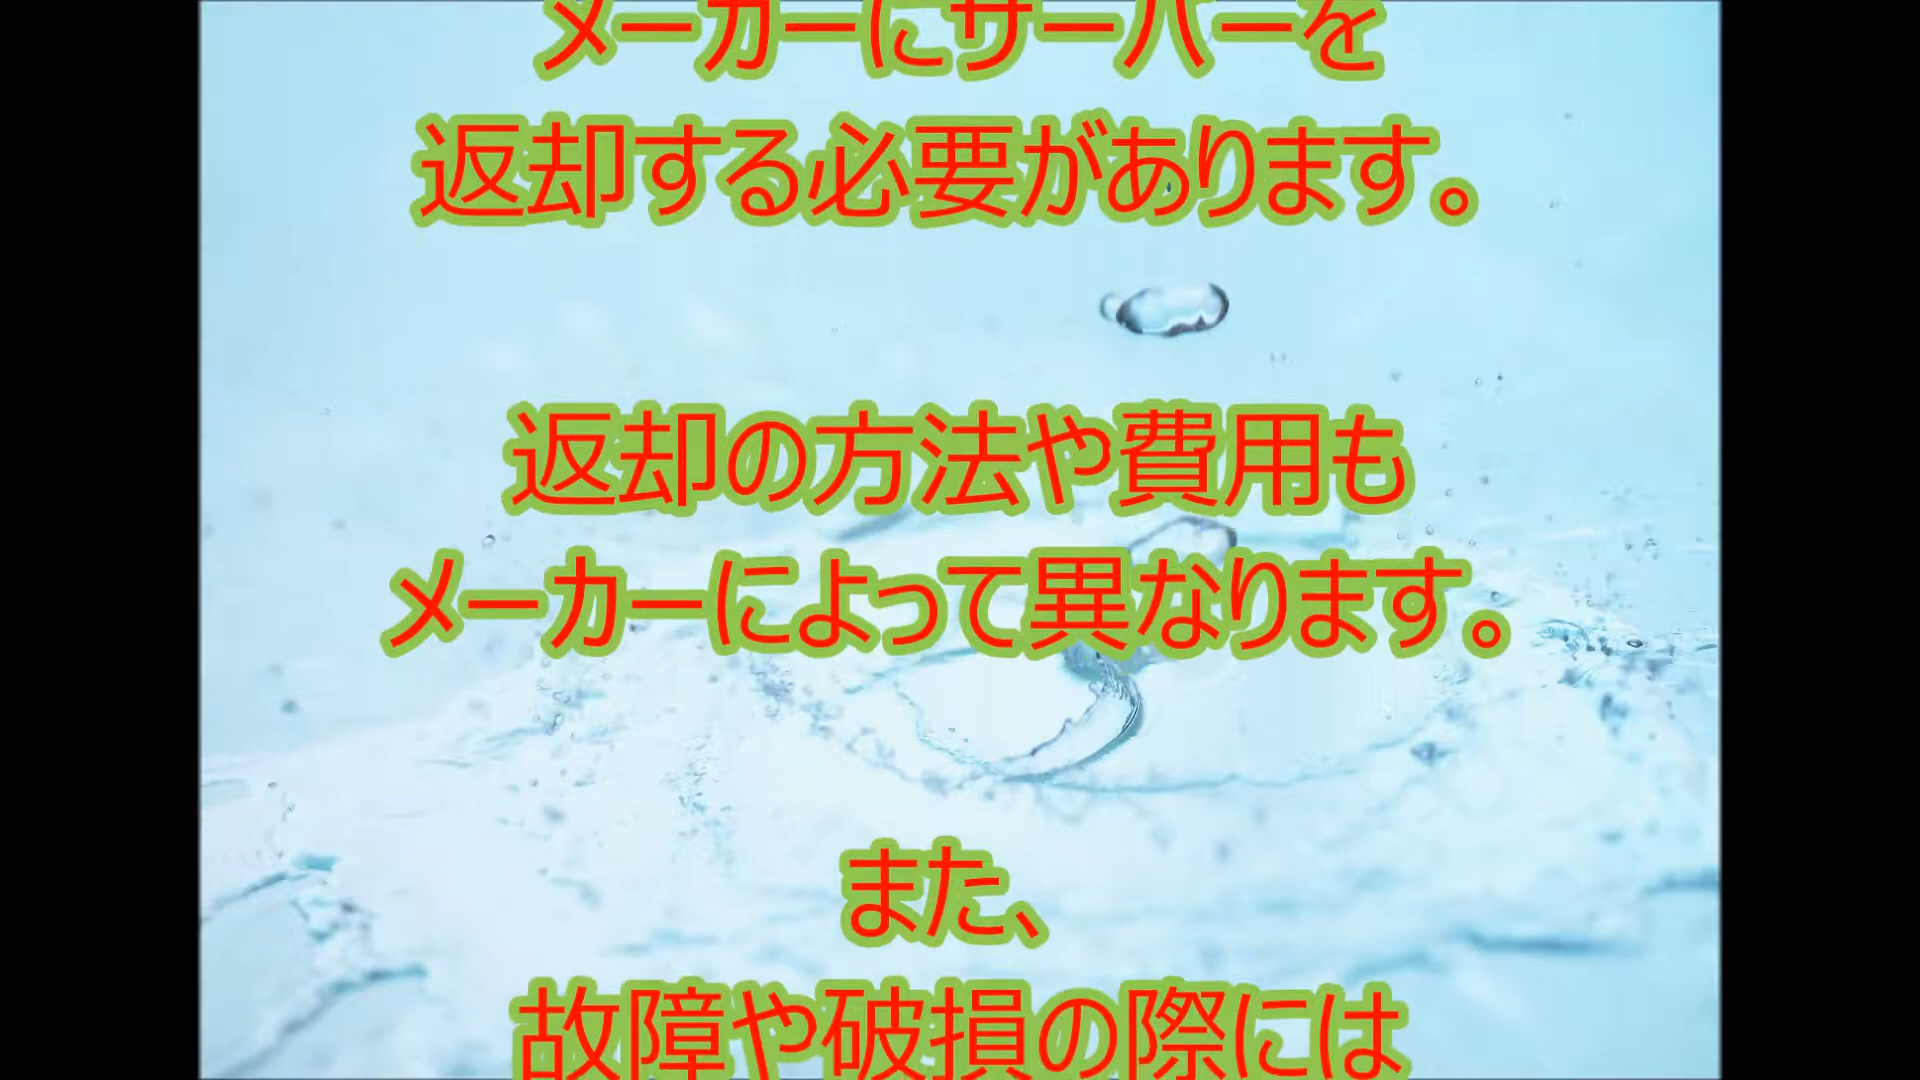 メーカーにサーバーを
返却する必要があります。
返却の方法や費用も
メーカーによって異なります。
また、
故障や破損の際には